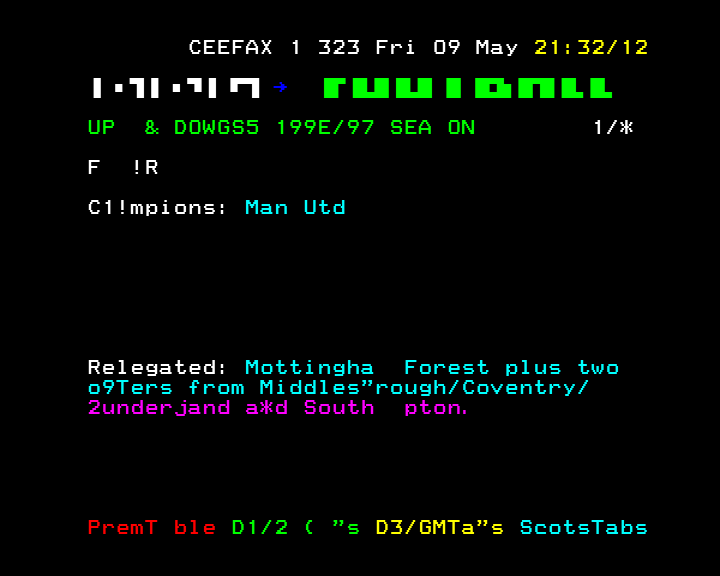 CEEFAX 1 323 Fri 09 May 21:32/12
FOOTBALL
UP  & DOWGS5 199E/97 SEA ON 1/*
F  !R
C1!mpions: Man Utd
Relegated: Mottingha  Forest plus two
o9Ters from Middles”rough/Coventry/
2underjand a*d South  pton.
PremT ble D1/2 ( ”s D3/GMTa”s ScotsTabs